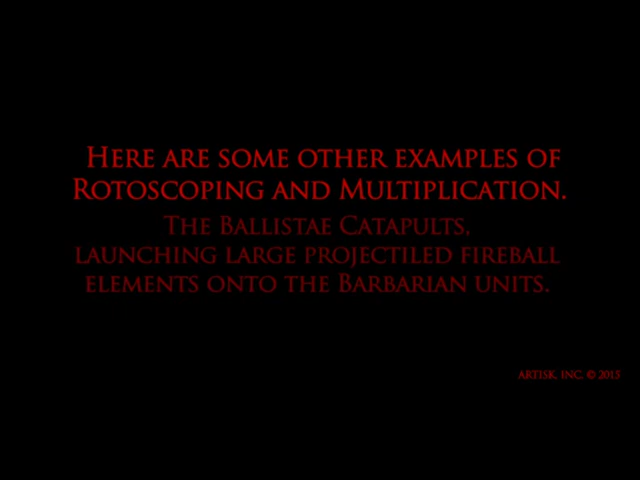 Here are some other examples of
Rotoscoping and Multiplication.
The Ballistae Catapults,
launching large projectiled fireball
elements onto the Barbarian units.
ARTISK, INC. © 2015